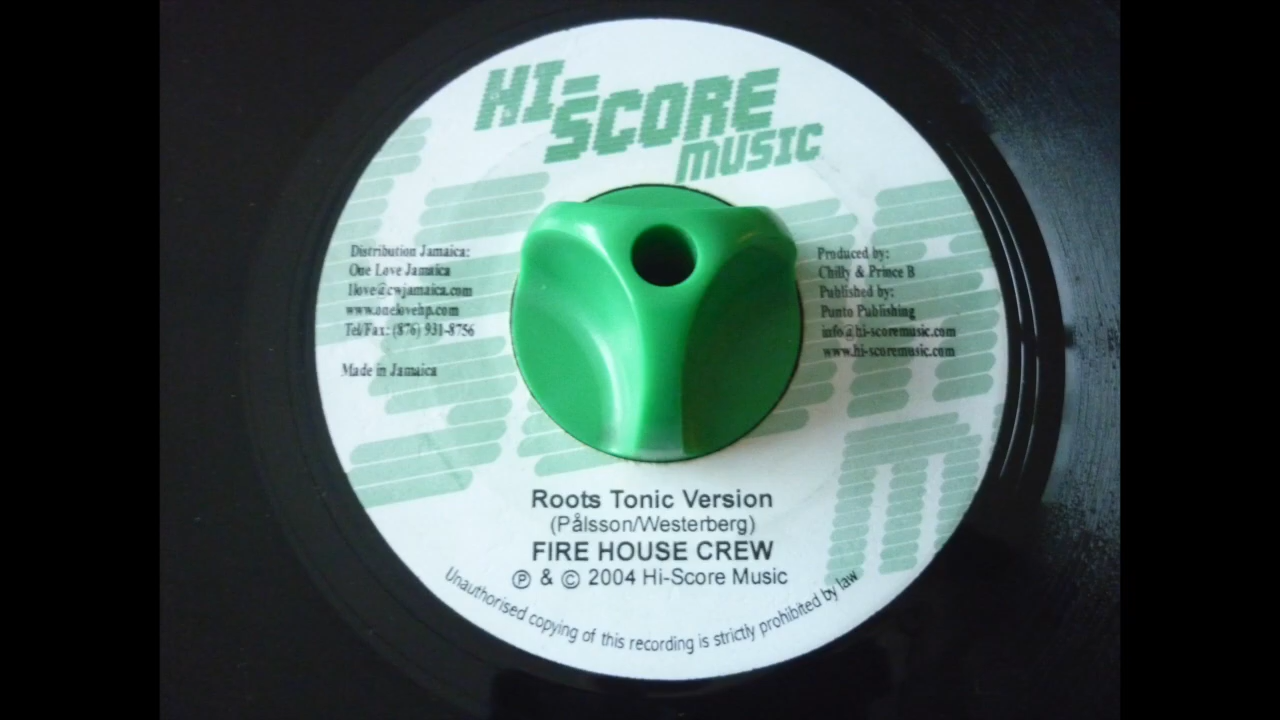 HI-SCORE
MUSIC
Distribution Jamaica:
One Love Jamaica
1love@cwjamaica.com
www.onelovehp.com
Tel/Fax: (876) 931-8756
Made in Jamaica
Produced by:
Chilly & Prince B
Published by:
Punto Publishing
info@hi-scoremusic.com
www.hi-scoremusic.com
Roots Tonic Version
(Pålsson/Westerberg)
FIRE HOUSE CREW
℗ & © 2004 Hi-Score Music
Unauthorised copying of this recording is strictly prohibited by law